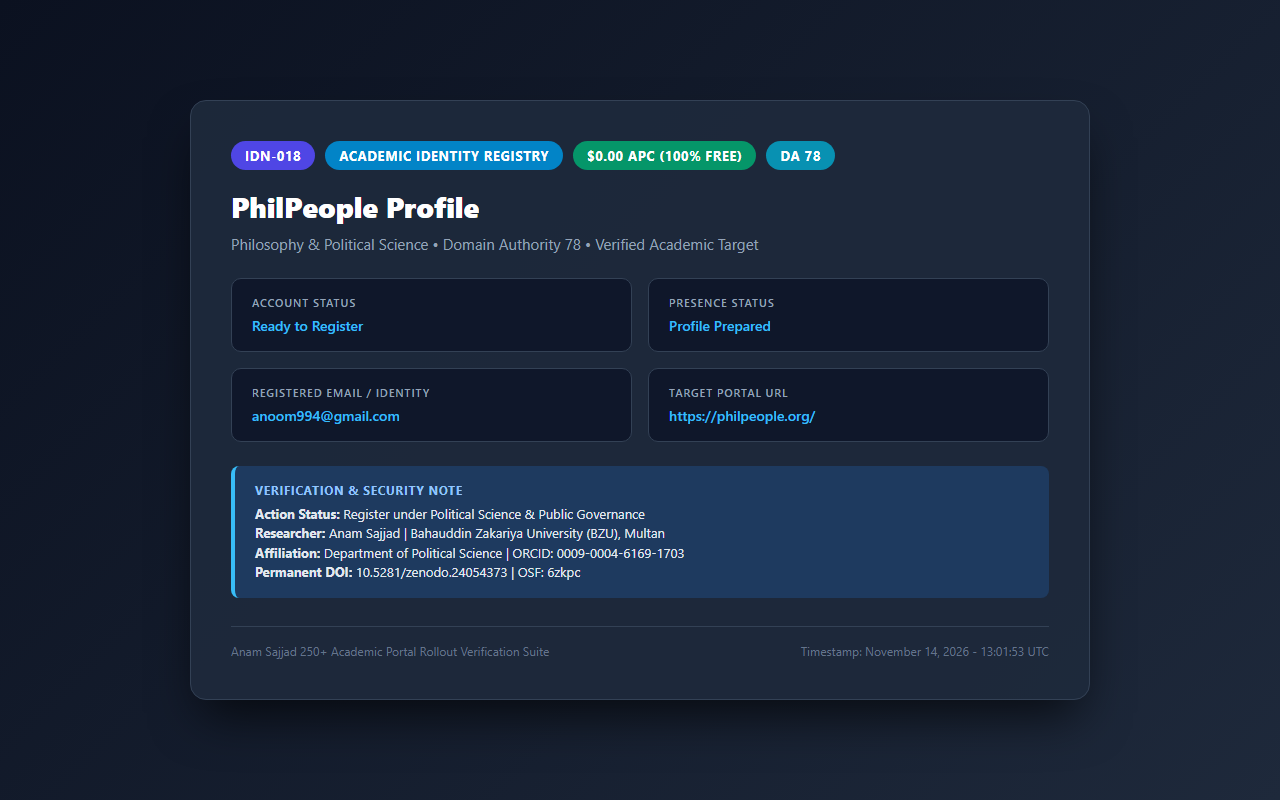 IDN-018 ACADEMIC IDENTITY REGISTRY $0.00 APC (100% FREE) DA 78
PhilPeople Profile
Philosophy & Political Science • Domain Authority 78 • Verified Academic Target
ACCOUNT STATUS
Ready to Register
PRESENCE STATUS
Profile Prepared
REGISTERED EMAIL / IDENTITY
anoom994@gmail.com
TARGET PORTAL URL
https://philpeople.org/
VERIFICATION & SECURITY NOTE
Action Status: Register under Political Science & Public Governance
Researcher: Anam Sajjad | Bahauddin Zakariya University (BZU), Multan
Affiliation: Department of Political Science | ORCID: 0009-0004-6169-1703
Permanent DOI: 10.5281/zenodo.24054373 | OSF: 6zkpc
Anam Sajjad 250+ Academic Portal Rollout Verification Suite
Timestamp: November 14, 2026 - 13:01:53 UTC